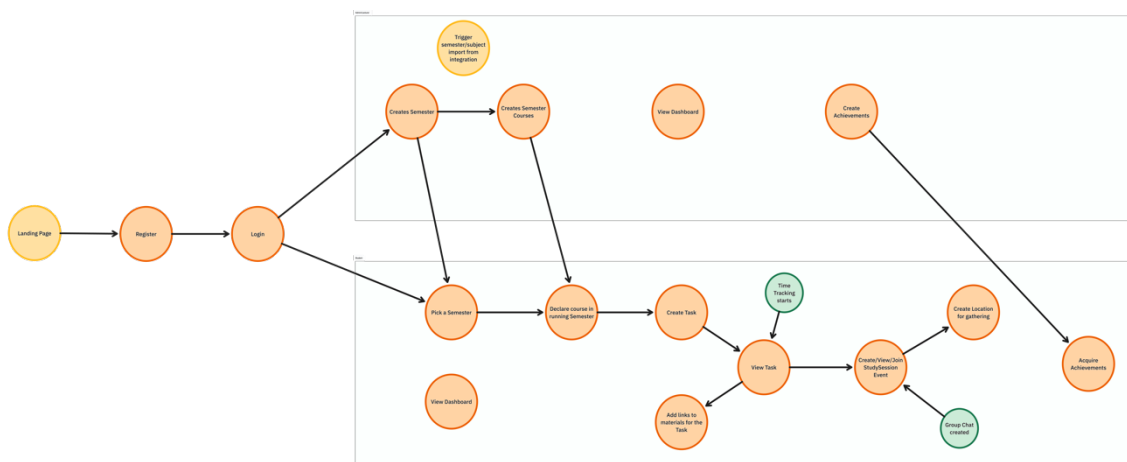 Trigger
semester/subject
import from
integration
Creates Semester
Creates Semester
Courses
View Dashboard
Create
Achievements
Landing Page
Register
Login
Time
Tracking
starts
Pick a Semester
Declare course in
running Semester
Create Task
Create Location
for gathering
View Task
Create/View/Join
StudySession
Event
Acquire
Achievements
View Dashboard
Add links to
materials for the
Task
Group Chat
created